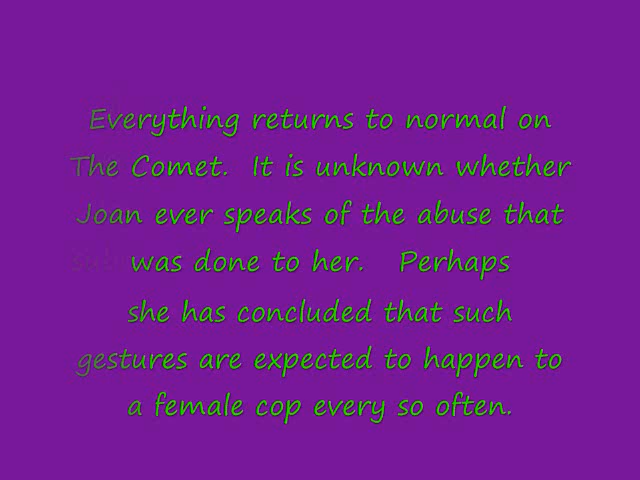 Everything returns to normal on
The Comet. It is unknown whether
Joan ever speaks of the abuse that
was done to her. Perhaps
she has concluded that such
gestures are expected to happen to
a female cop every so often.